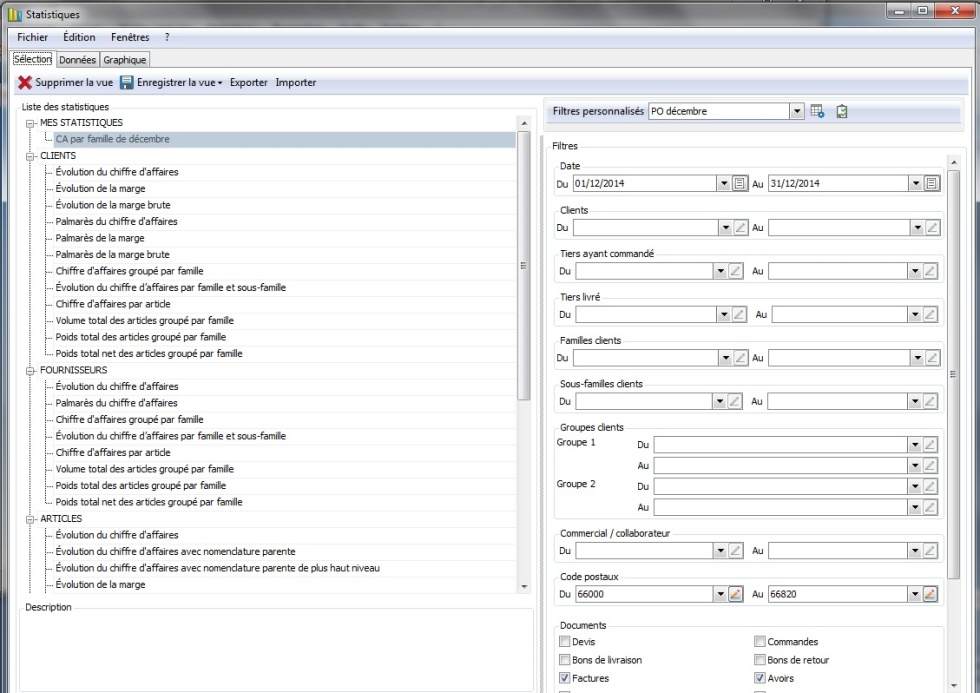 Statistiques
Fichier Édition Fenêtres ?
Sélection Données Graphique
Supprimer la vue Enregistrer la vue Exporter Importer
Liste des statistiques
MES STATISTIQUES
CA par famille de décembre
CLIENTS
Évolution du chiffre d'affaires
Évolution de la marge
Évolution de la marge brute
Palmarès du chiffre d'affaires
Palmarès de la marge
Palmarès de la marge brute
Chiffre d'affaires groupé par famille
Évolution du chiffre d'affaires par famille et sous-famille
Chiffre d'affaires par article
Volume total des articles groupé par famille
Poids total des articles groupé par famille
Poids total net des articles groupé par famille
FOURNISSEURS
Évolution du chiffre d'affaires
Palmarès du chiffre d'affaires
Chiffre d'affaires groupé par famille
Évolution du chiffre d'affaires par famille et sous-famille
Chiffre d'affaires par article
Volume total des articles groupé par famille
Poids total des articles groupé par famille
Poids total net des articles groupé par famille
ARTICLES
Évolution du chiffre d'affaires
Évolution du chiffre d'affaires avec nomenclature parente
Évolution du chiffre d'affaires avec nomenclature parente de plus haut niveau
Évolution de la marge
Description
Filtres personnalisés PO décembre
Filtres
Date
Du 01/12/2014 Au 31/12/2014
Clients
Du Au
Tiers ayant commandé
Du Au
Tiers livré
Du Au
Familles clients
Du Au
Sous-familles clients
Du Au
Groupes clients
Groupe 1 Du
Au
Groupe 2 Du
Au
Commercial / collaborateur
Du Au
Code postaux
Du 66000 Au 66820
Documents
Devis Commandes
Bons de livraison Bons de retour
Factures Avoirs